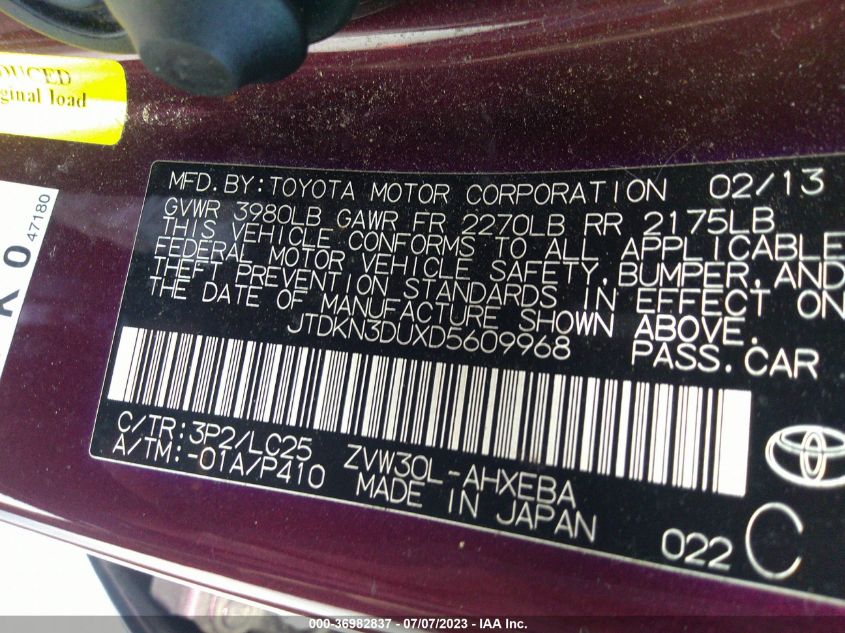 DUCED
ginal load
K 0
47180
MFD. BY: TOYOTA MOTOR CORPORATION 02/13
GVWR 3980LB GAWR FR 2270LB RR 2175LB
THIS VEHICLE CONFORMS TO ALL APPLICABLE
FEDERAL MOTOR VEHICLE SAFETY, BUMPER, AND
THEFT PREVENTION STANDARDS IN EFFECT ON
THE DATE OF MANUFACTURE SHOWN ABOVE.
JTDKN3DUXD5609968 PASS. CAR
C/TR: 3P2/LC25 ZVW30L-AHXEBA
A/TM: -01A/P410 MADE IN JAPAN
022 C
000-36982837 - 07/07/2023 - IAA Inc.